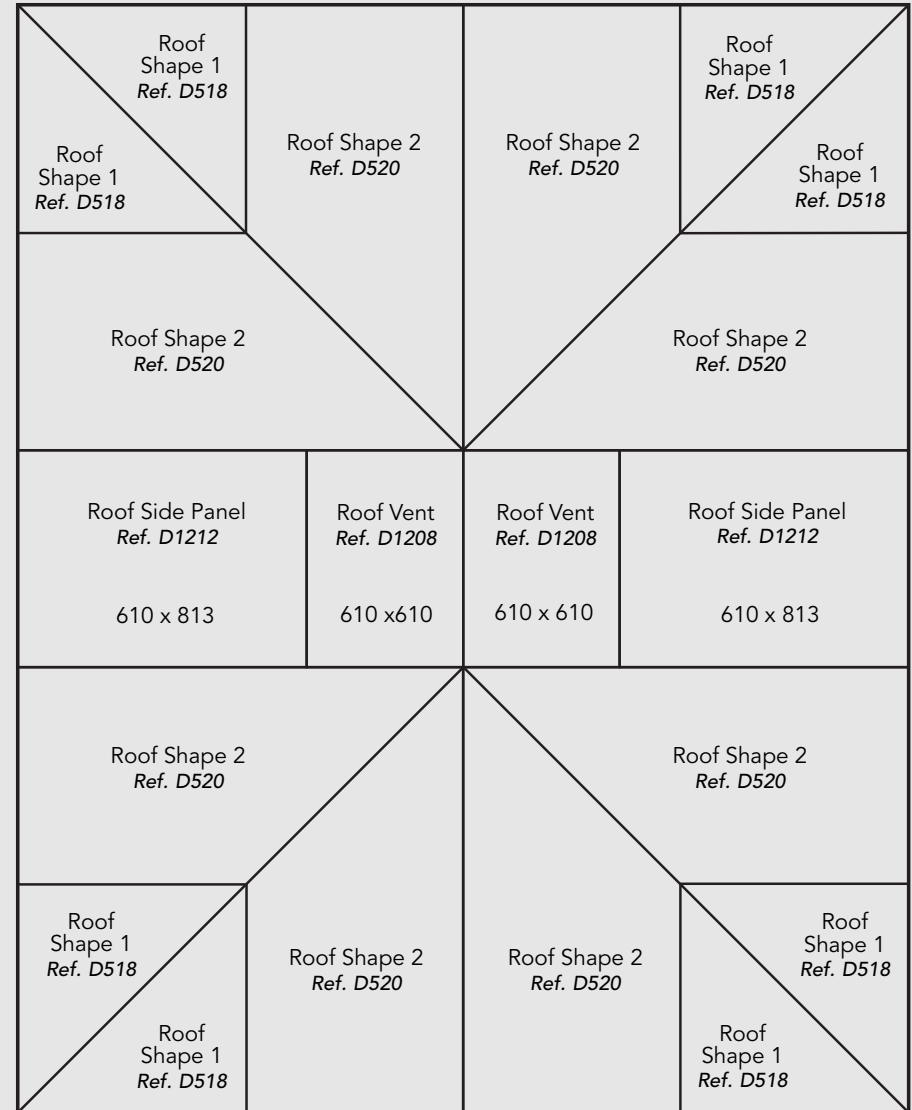 Roof
Shape 1
Ref. D518
Roof
Shape 1
Ref. D518
Roof Shape 2
Ref. D520
Roof Shape 2
Ref. D520
Roof
Shape 1
Ref. D518
Roof
Shape 1
Ref. D518
Roof Shape 2
Ref. D520
Roof Shape 2
Ref. D520
Roof Side Panel
Ref. D1212
610 x 813
Roof Vent
Ref. D1208
610 x610
Roof Vent
Ref. D1208
610 x 610
Roof Side Panel
Ref. D1212
610 x 813
Roof Shape 2
Ref. D520
Roof Shape 2
Ref. D520
Roof
Shape 1
Ref. D518
Roof
Shape 1
Ref. D518
Roof Shape 2
Ref. D520
Roof Shape 2
Ref. D520
Roof
Shape 1
Ref. D518
Roof
Shape 1
Ref. D518